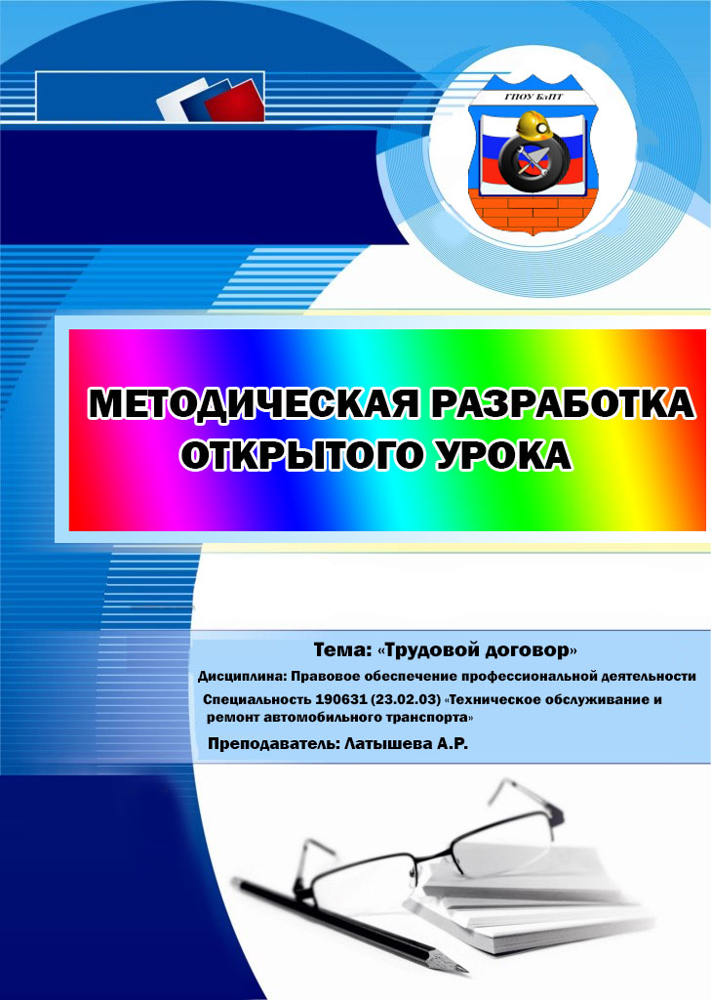 ГПОУ БлПТ
МЕТОДИЧЕСКАЯ РАЗРАБОТКА
ОТКРЫТОГО УРОКА
Тема: «Трудовой договор»
Дисциплина: Правовое обеспечение профессиональной деятельности
Специальность 190631 (23.02.03) «Техническое обслуживание и
ремонт автомобильного транспорта»
Преподаватель: Латышева А.Р.